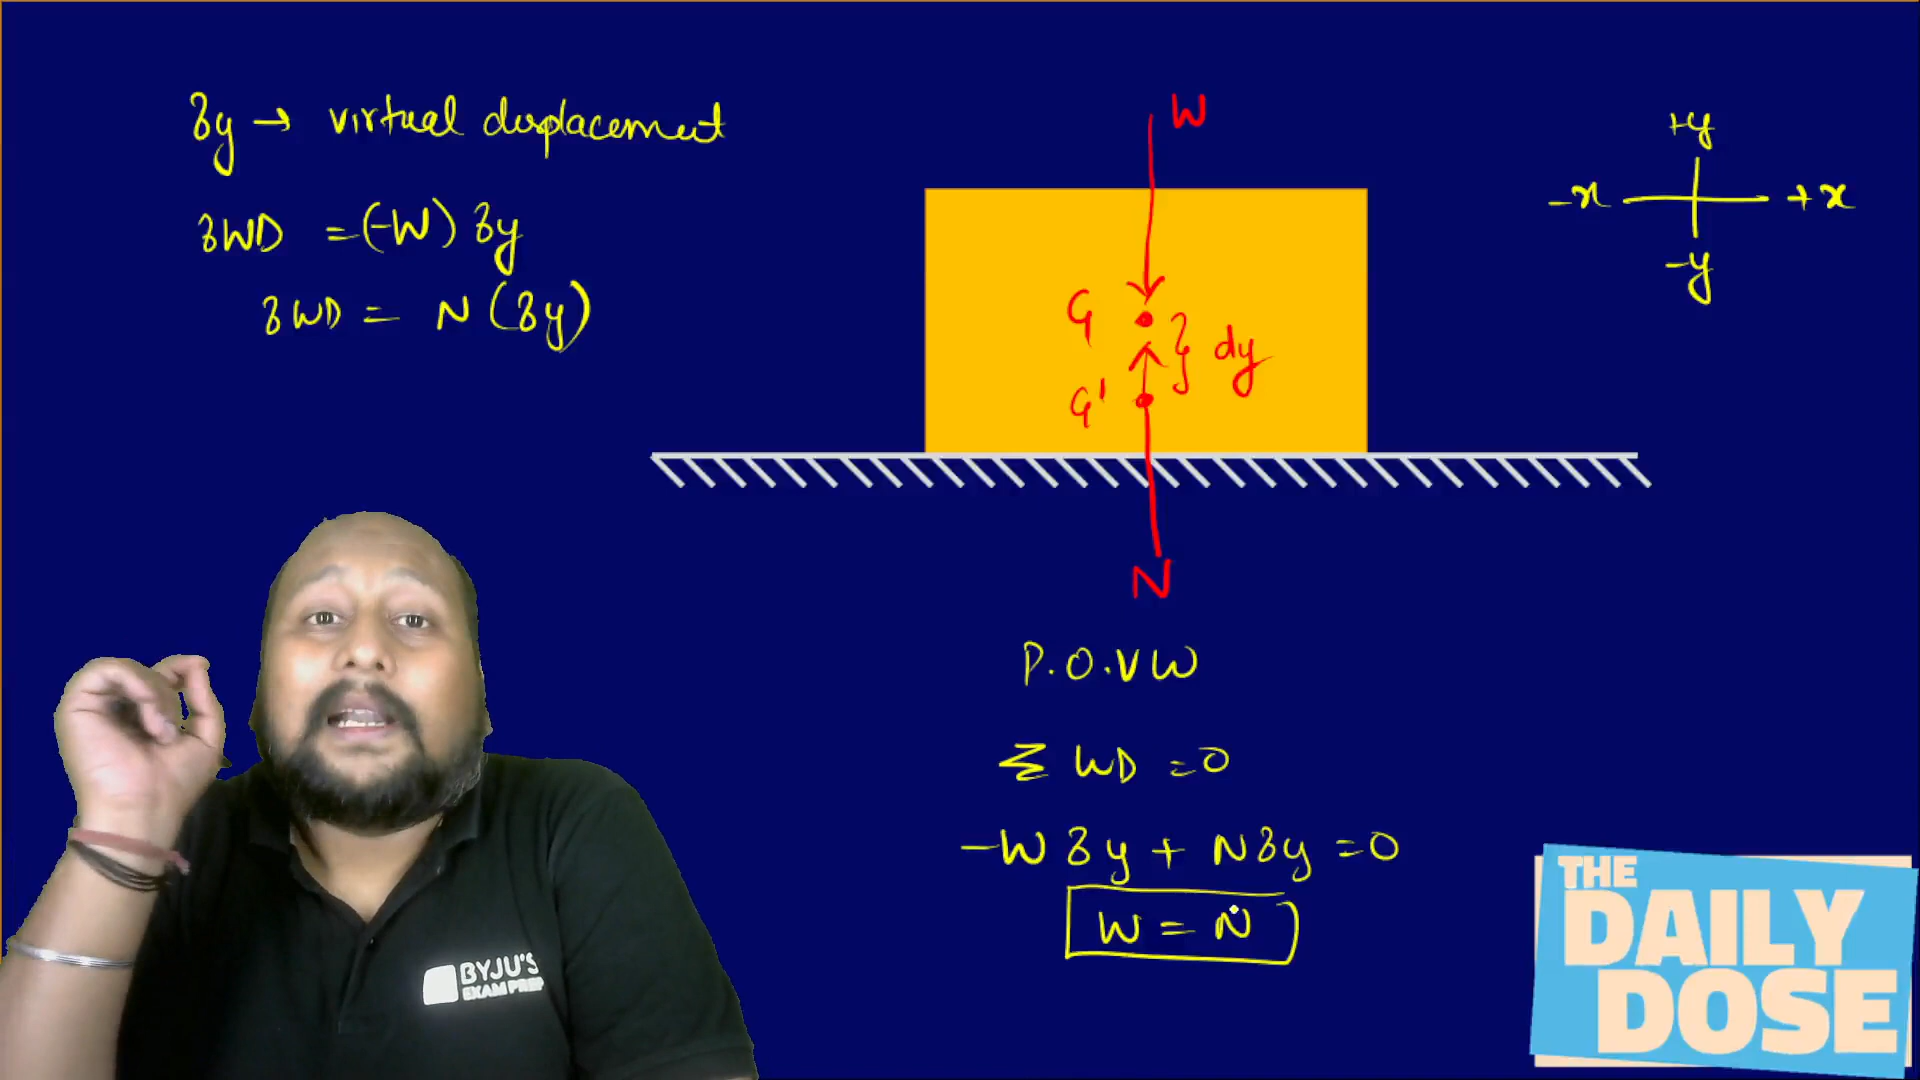 δy → virtual displacement
δWD = (-W) δy
δWD = N (δy)
W
G
dy
G'
N
+y
-x
+x
-y
P.O.VW
Σ WD = 0
-W δy + N δy = 0
W = N
BYJU'S
EXAM PREP
THE
DAILY
DOSE